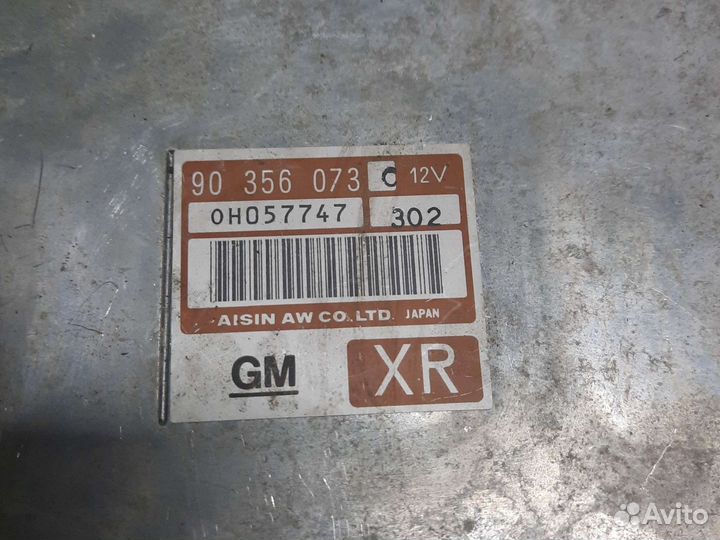 90 356 073 C 12V
0H057747 302
AISIN AW CO.LTD. JAPAN
GM XR
Avito